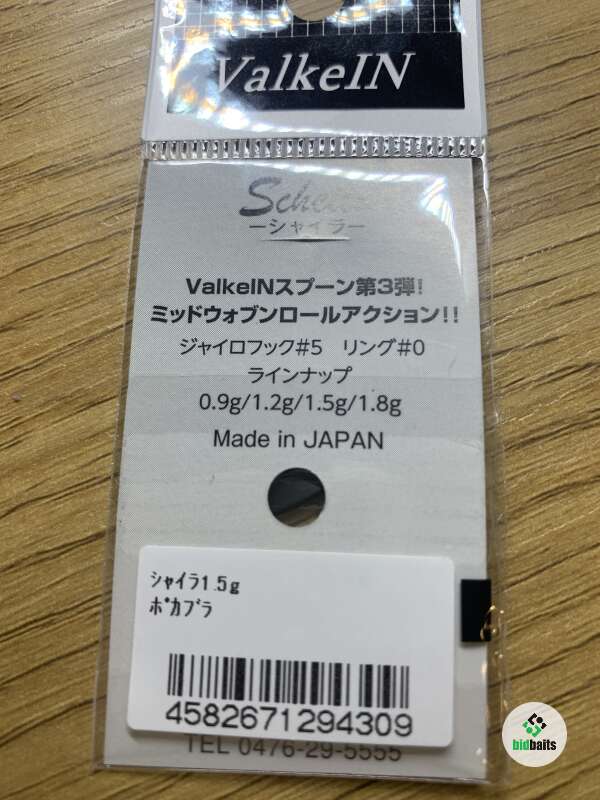 ValkeIN
ーシャイラー
ValkeINスプーン第3弾!
ミッドウォブンロールアクション!!
ジャイロフック#5 リング#0
ラインナップ
0.9g/1.2g/1.5g/1.8g
Made in JAPAN
ｼｬｲﾗ1.5g
ﾎﾟｶﾌﾞﾗ
4582671294309
TEL 0476-29-5555
bidbaits